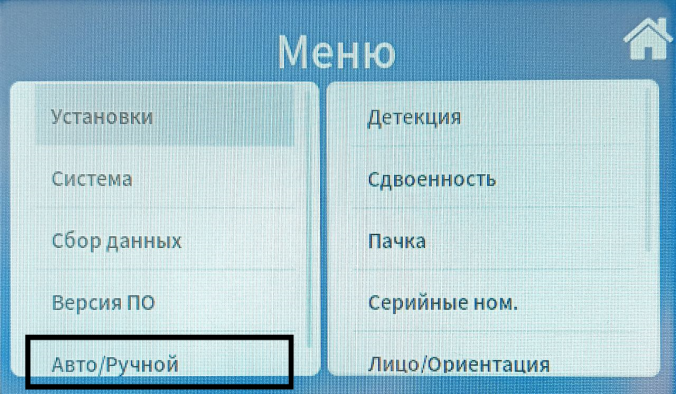 Меню
Установки
Система
Сбор данных
Версия ПО
Авто/Ручной
Детекция
Сдвоенность
Пачка
Серийные ном.
Лицо/Ориентация